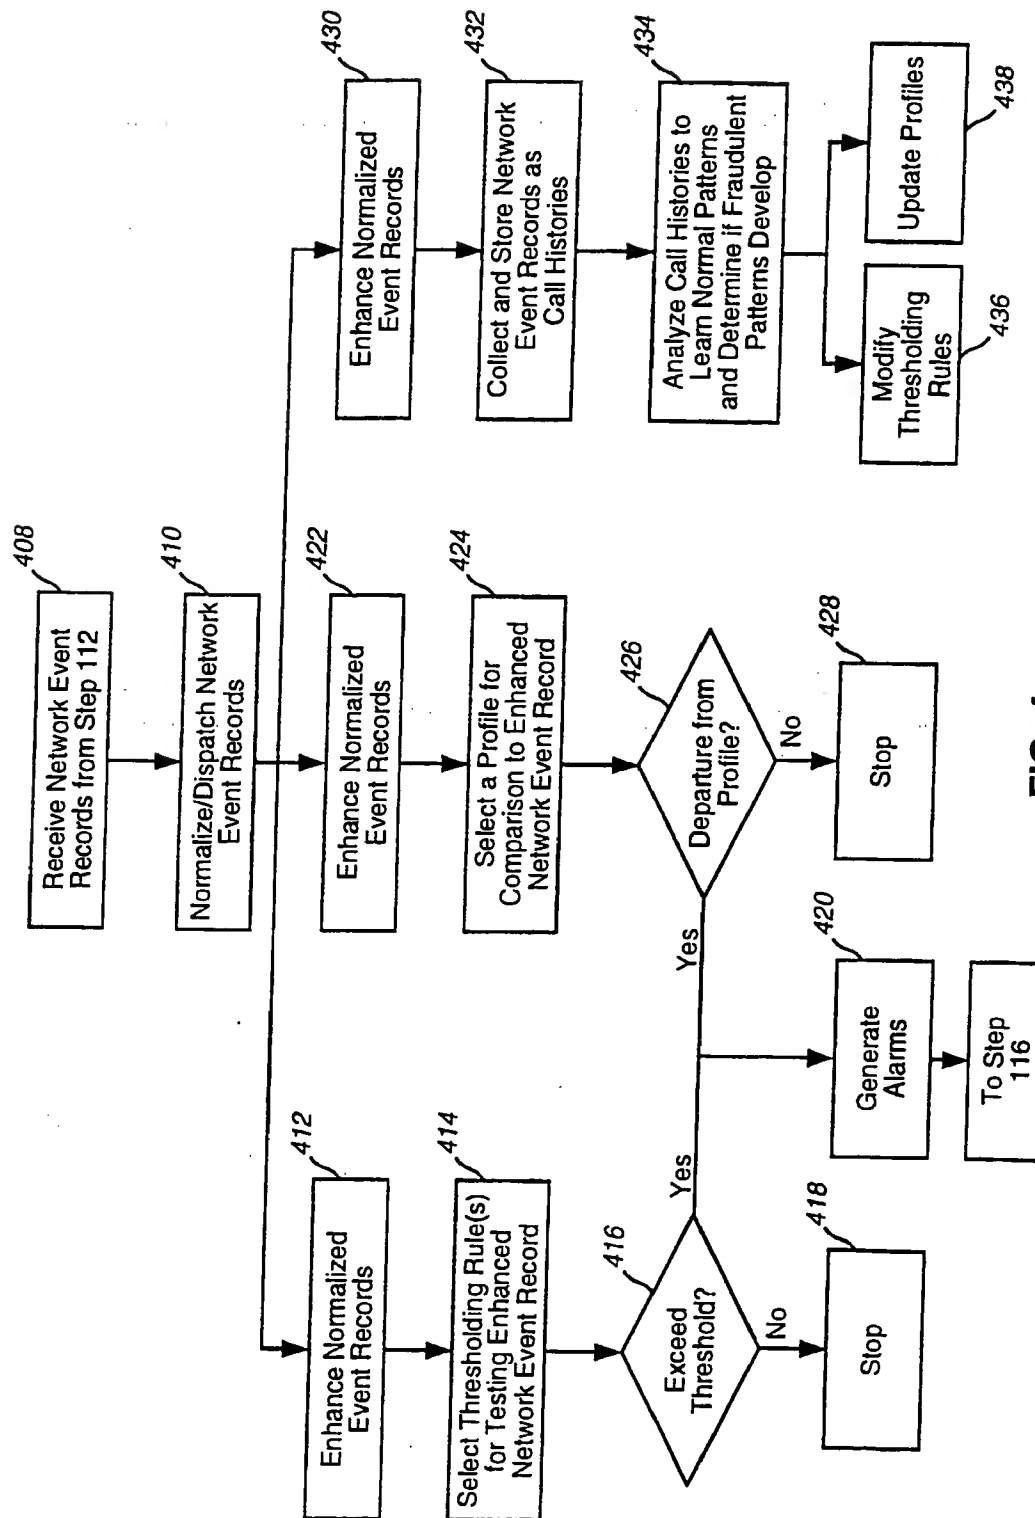 408
Receive Network Event
Records from Step 112
410
Normalize/Dispatch Network
Event Records
412
Enhance Normalized
Event Records
414
Select Thresholding Rule(s)
for Testing Enhanced
Network Event Record
416
Exceed
Threshold?
Yes
No
418
Stop
422
Enhance Normalized
Event Records
424
Select a Profile for
Comparison to Enhanced
Network Event Record
426
Departure from
Profile?
Yes
No
428
Stop
420
Generate
Alarms
To Step
116
430
Enhance Normalized
Event Records
432
Collect and Store Network
Event Records as
Call Histories
434
Analyze Call Histories to
Learn Normal Patterns
and Determine if Fraudulent
Patterns Develop
Modify
Thresholding
Rules
436
Update Profiles
438